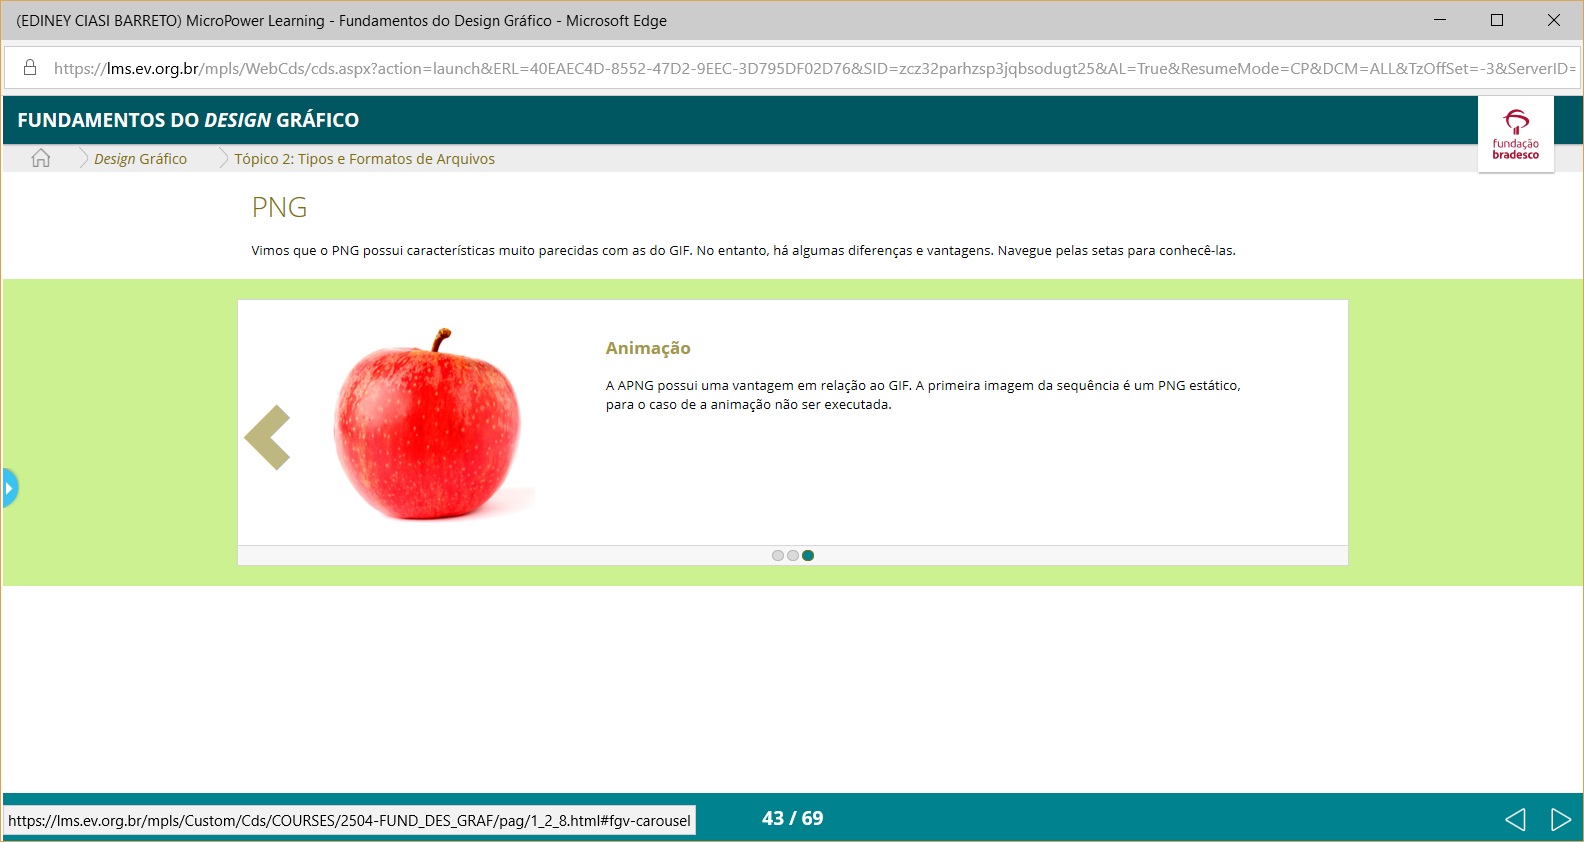 (EDINEY CIASI BARRETO) MicroPower Learning - Fundamentos do Design Gráfico - Microsoft Edge
https://lms.ev.org.br/mpls/WebCds/cds.aspx?action=launch&ERL=40EAEC4D-8552-47D2-9EEC-3D795DF02D76&SID=zcz32parhzsp3jqbsodugt25&AL=True&ResumeMode=CP&DCM=ALL&TzOffSet=-3&ServerID=
FUNDAMENTOS DO DESIGN GRÁFICO
fundação
bradesco
Design Gráfico
Tópico 2: Tipos e Formatos de Arquivos
PNG
Vimos que o PNG possui características muito parecidas com as do GIF. No entanto, há algumas diferenças e vantagens. Navegue pelas setas para conhecê-las.
Animação
A APNG possui uma vantagem em relação ao GIF. A primeira imagem da sequência é um PNG estático,
para o caso de a animação não ser executada.
https://lms.ev.org.br/mpls/Custom/Cds/COURSES/2504-FUND_DES_GRAF/pag/1_2_8.html#fgv-carousel
43 / 69